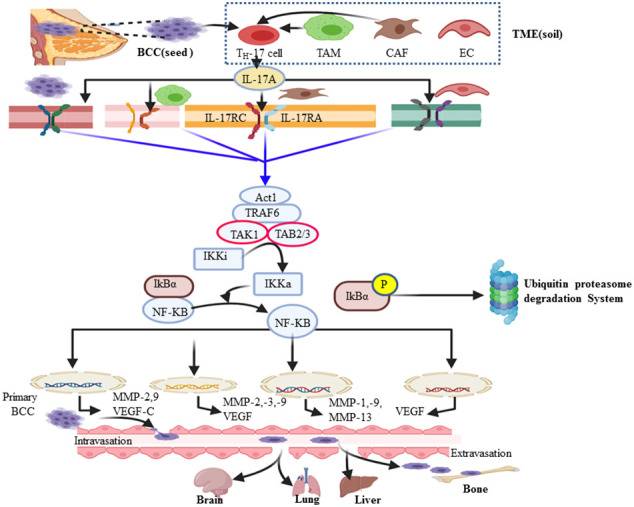 BCC(seed)
TH-17 cell
TAM
CAF
EC
TME(soil)
IL-17A
IL-17RC
IL-17RA
Act1
TRAF6
TAK1
TAB2/3
IKKi
IKKa
IkBα
NF-KB
NF-KB
IkBα
P
Ubiquitin proteasome
degradation System
Primary
BCC
MMP-2,9
VEGF-C
MMP-2,-3,-9
VEGF
MMP-1,-9,
MMP-13
VEGF
Intravasation
Extravasation
Brain
Lung
Liver
Bone